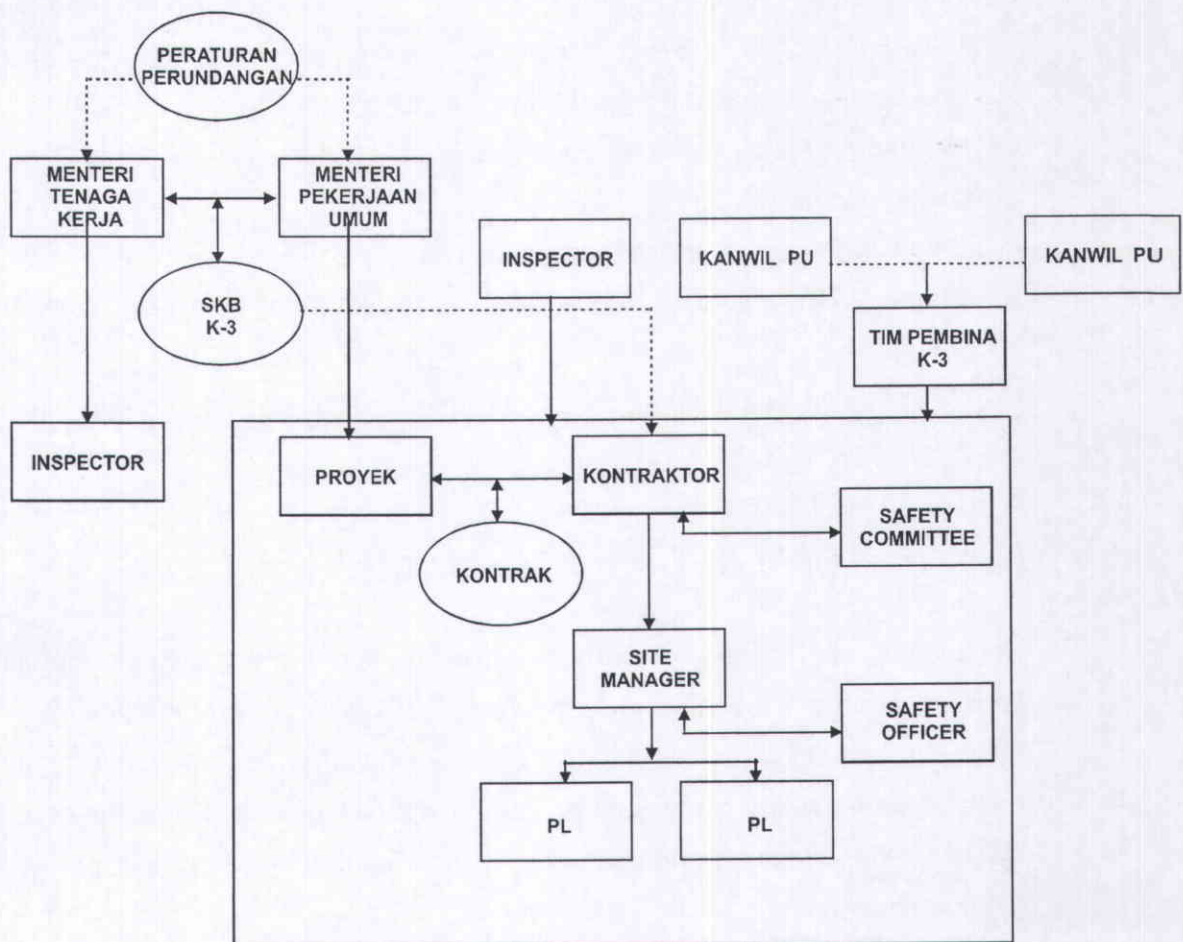 PERATURAN
PERUNDANGAN
MENTERI
TENAGA
KERJA
MENTERI
PEKERJAAN
UMUM
INSPECTOR
KANWIL PU
KANWIL PU
SKB
K-3
TIM PEMBINA
K-3
INSPECTOR
PROYEK
KONTRAKTOR
SAFETY
COMMITTEE
KONTRAK
SITE
MANAGER
SAFETY
OFFICER
PL
PL